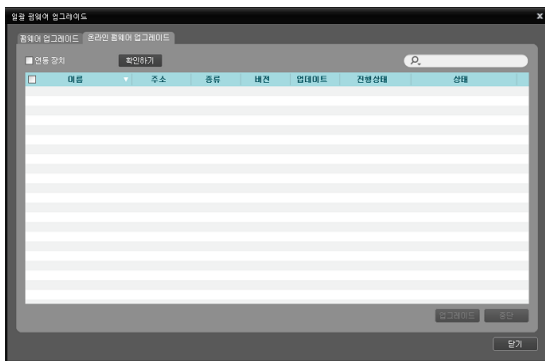 일괄 펌웨어 업그레이드 x
펌웨어 업그레이드 온라인 펌웨어 업그레이드
연동 장치 확인하기
이름 주소 종류 버전 업데이트 진행상태 상태
업그레이드 중단
닫기